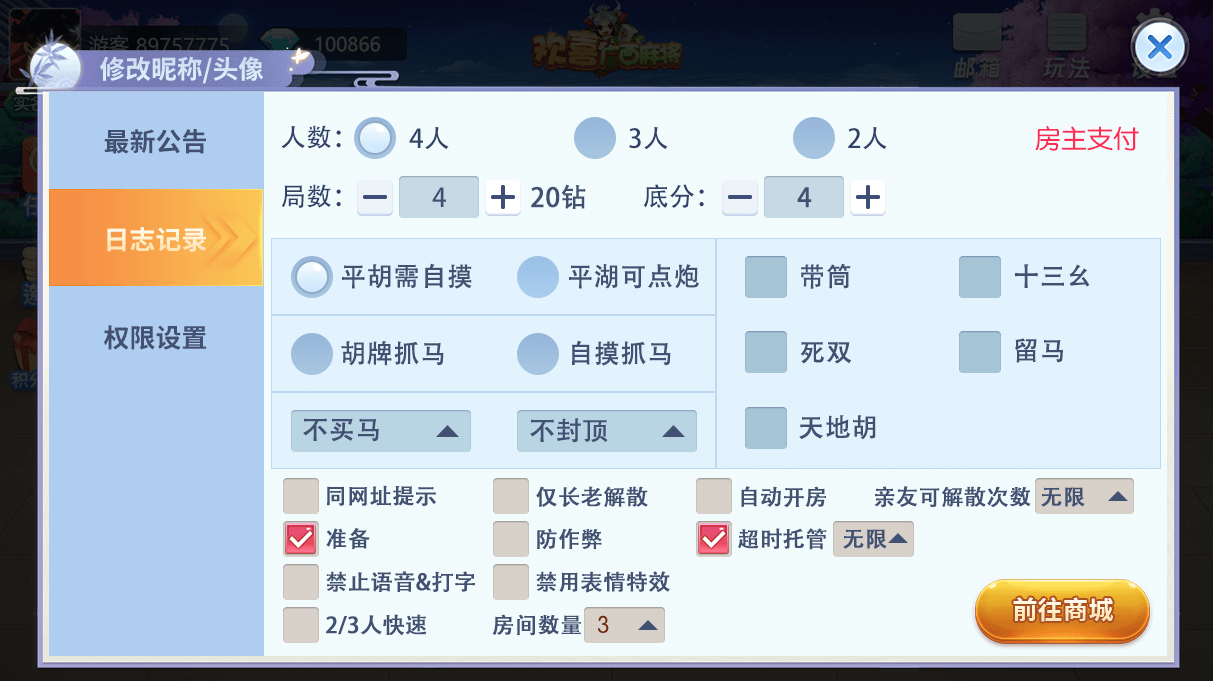 游客 89757775
100866
欢喜广西麻将
邮箱
玩法
修改昵称/头像
最新公告
日志记录
权限设置
人数: 4人 3人 2人 房主支付
局数: 4 20钻 底分: 4
平胡需自摸 平湖可点炮 带筒 十三幺
胡牌抓马 自摸抓马 死双 留马
不买马 不封顶 天地胡
同网址提示 仅长老解散 自动开房 亲友可解散次数 无限
准备 防作弊 超时托管 无限
禁止语音&打字 禁用表情特效
2/3人快速 房间数量 3
前往商城